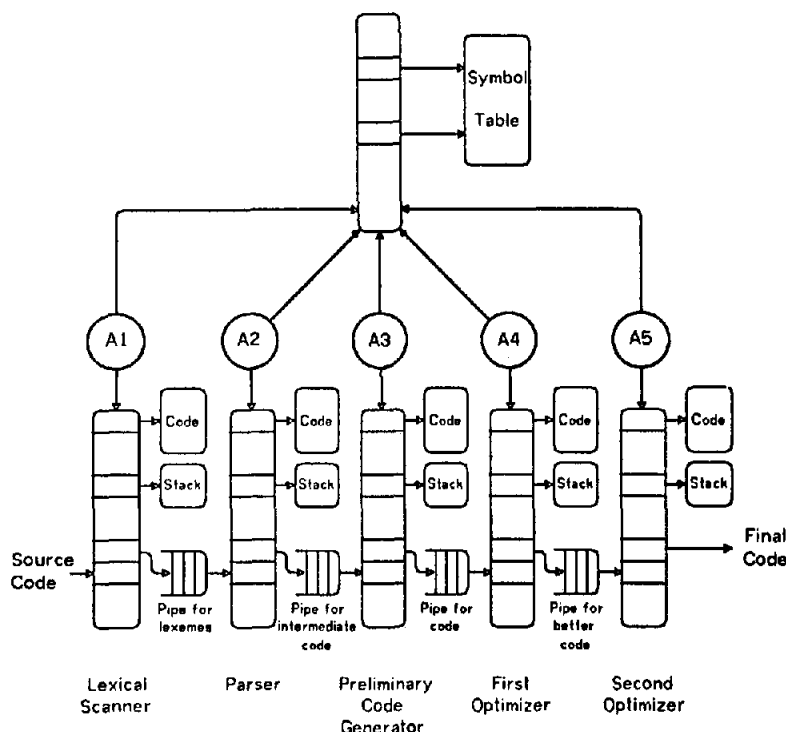 Symbol
Table
A1
A2
A3
A4
A5
Code
Code
Code
Code
Code
Stack
Stack
Stack
Stack
Stack
Source
Code
Final
Code
Pipe for
lexemes
Pipe for
intermediate
code
Pipe for
code
Pipe for
better
code
Lexical
Scanner
Parser
Preliminary
Code
Generator
First
Optimizer
Second
Optimizer